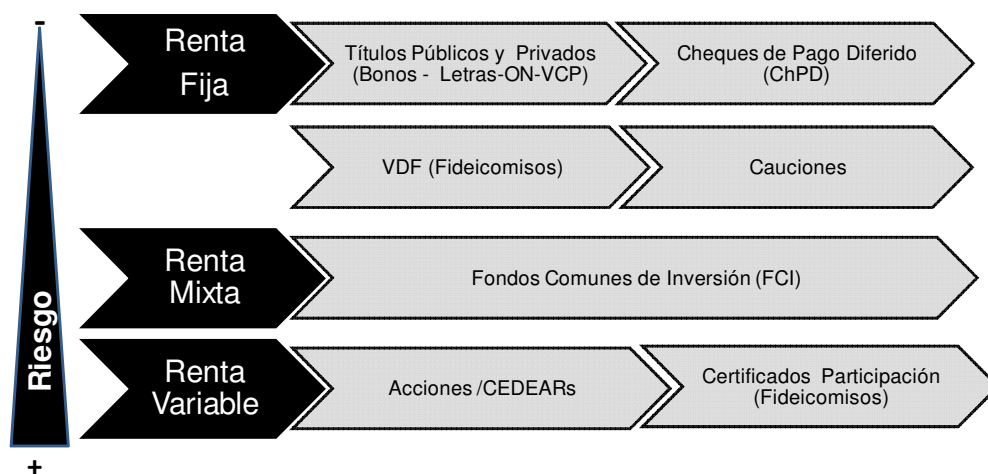 -
Renta
Fija
Títulos Públicos y Privados
(Bonos - Letras-ON-VCP)
Cheques de Pago Diferido
(ChPD)
VDF (Fideicomisos)
Cauciones
Renta
Mixta
Fondos Comunes de Inversión (FCI)
Riesgo
Renta
Variable
Acciones /CEDEARs
Certificados Participación
(Fideicomisos)
+